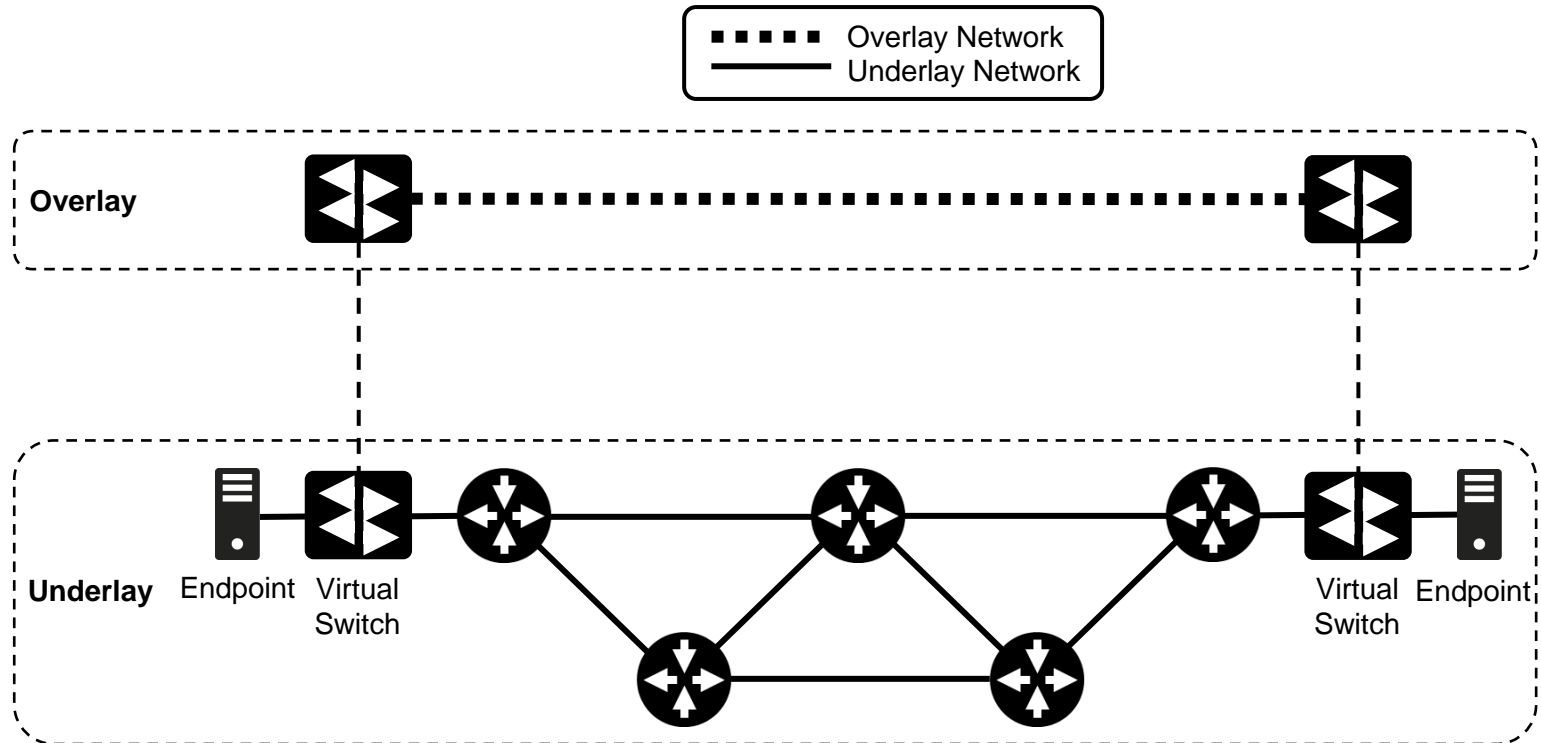 Overlay Network
Underlay Network
Overlay
Underlay
Endpoint
Virtual
Switch
Virtual
Switch
Endpoint